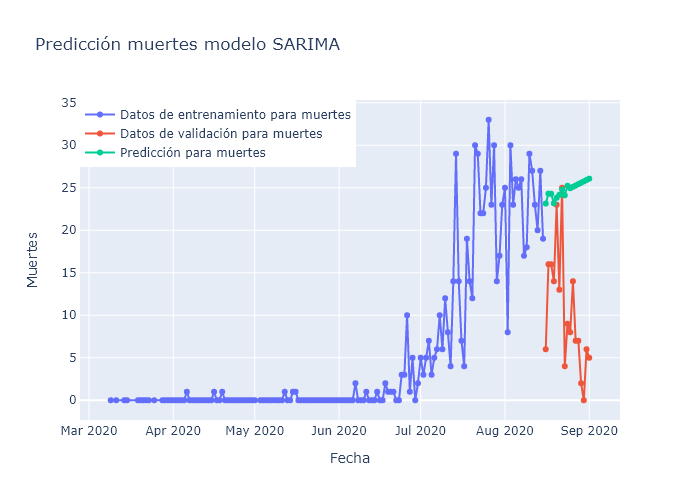 Predicción muertes modelo SARIMA
Datos de entrenamiento para muertes
Datos de validación para muertes
Predicción para muertes
Muertes
35
30
25
20
15
10
5
0
Mar 2020
Apr 2020
May 2020
Jun 2020
Jul 2020
Aug 2020
Sep 2020
Fecha